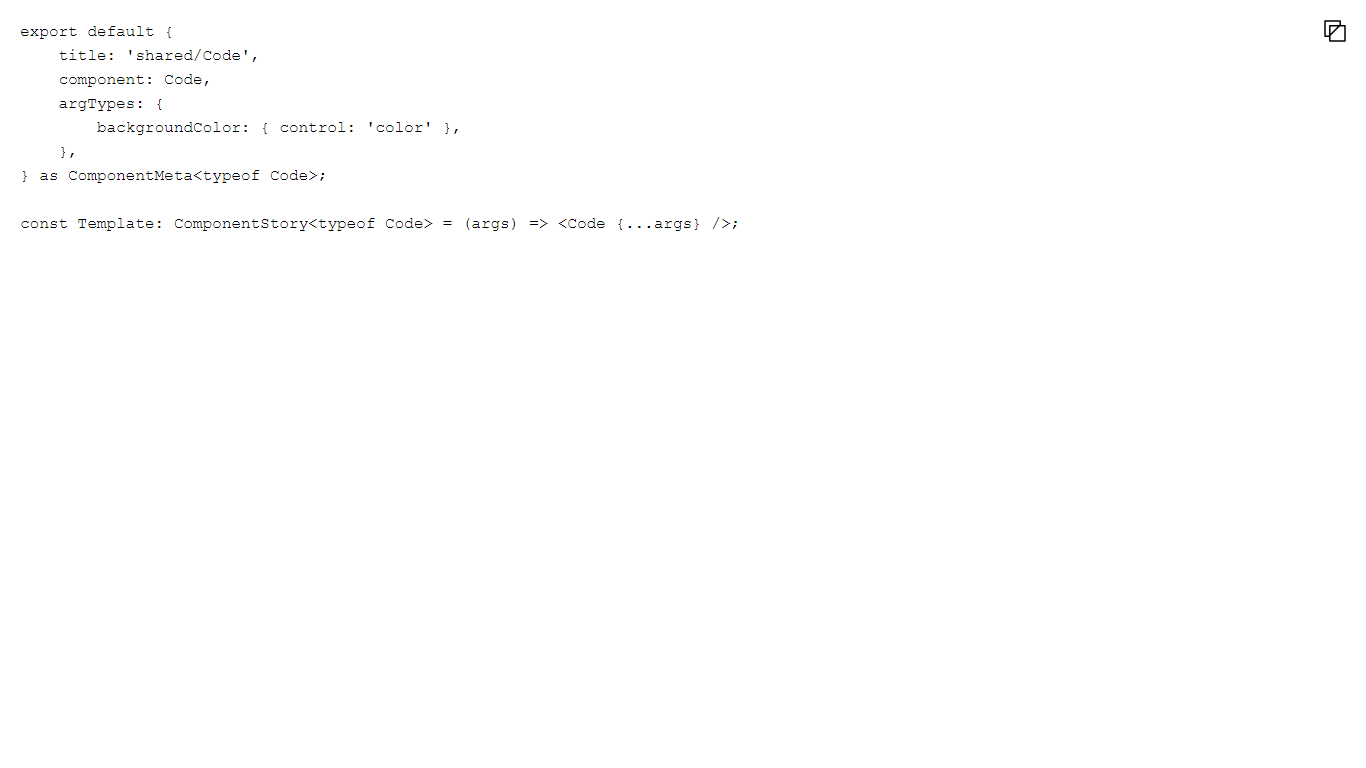 export default {
    title: 'shared/Code',
    component: Code,
    argTypes: {
        backgroundColor: { control: 'color' },
    },
} as ComponentMeta<typeof Code>;

const Template: ComponentStory<typeof Code> = (args) => <Code {...args} />;